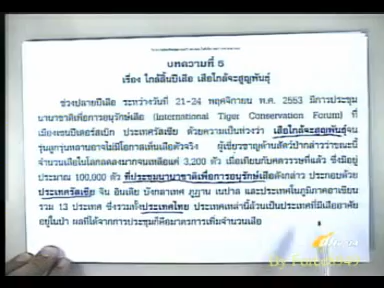 บทความที่ 5
เรื่อง ใกล้สิ้นปีเสือ เสือใกล้จะสูญพันธุ์
ช่วงปลายปีเสือ ระหว่างวันที่ 21-24 พฤศจิกายน พ.ศ. 2553 มีการประชุม
นานาชาติเพื่อการอนุรักษ์เสือ (International Tiger Conservation Forum) ที่
เมืองเซนปีเตอร์สเบิก ประเทศรัสเซีย ด้วยความเป็นห่วงว่า เสือใกล้จะสูญพันธุ์จน
รุ่นลูกรุ่นหลานอาจไม่มีโอกาสเห็นเสือตัวจริง ผู้เชี่ยวชาญด้านสัตว์ป่ากล่าวว่าขณะนี้
จำนวนเสือในโลกลดลงมากจนเหลือแค่ 3,200 ตัว เมื่อเทียบกับศตวรรษที่แล้ว ซึ่งมีอยู่
ประมาณ 100,000 ตัว ที่ประชุมนานาชาติเพื่อการอนุรักษ์เสือดังกล่าว ประกอบด้วย
ประเทศรัสเซีย จีน อินเดีย บังกลาเทศ ภูฏาน เนปาล และประเทศในภูมิภาคอาเซียน
รวม 13 ประเทศ ซึ่งรวมทั้งประเทศไทย ประเทศเหล่านี้ล้วนเป็นประเทศที่มีเสืออาศัย
อยู่ในป่า ผลที่ได้จากการประชุมก็คือมาตรการเพิ่มจำนวนเสือ